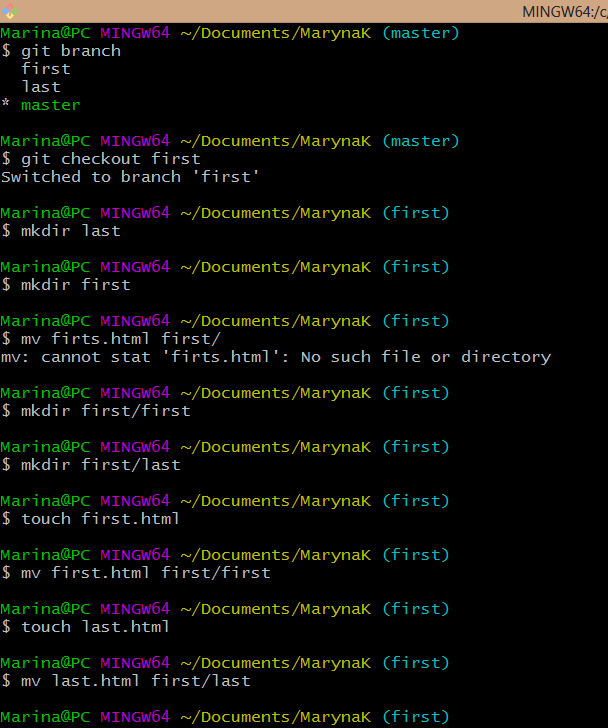 MINGW64:/c/
Marina@PC MINGW64 ~/Documents/MarynaK (master)
$ git branch
  first
  last
* master
Marina@PC MINGW64 ~/Documents/MarynaK (master)
$ git checkout first
Switched to branch 'first'
Marina@PC MINGW64 ~/Documents/MarynaK (first)
$ mkdir last
Marina@PC MINGW64 ~/Documents/MarynaK (first)
$ mkdir first
Marina@PC MINGW64 ~/Documents/MarynaK (first)
$ mv firts.html first/
mv: cannot stat 'firts.html': No such file or directory
Marina@PC MINGW64 ~/Documents/MarynaK (first)
$ mkdir first/first
Marina@PC MINGW64 ~/Documents/MarynaK (first)
$ mkdir first/last
Marina@PC MINGW64 ~/Documents/MarynaK (first)
$ touch first.html
Marina@PC MINGW64 ~/Documents/MarynaK (first)
$ mv first.html first/first
Marina@PC MINGW64 ~/Documents/MarynaK (first)
$ touch last.html
Marina@PC MINGW64 ~/Documents/MarynaK (first)
$ mv last.html first/last
Marina@PC MINGW64 ~/Documents/MarynaK (first)